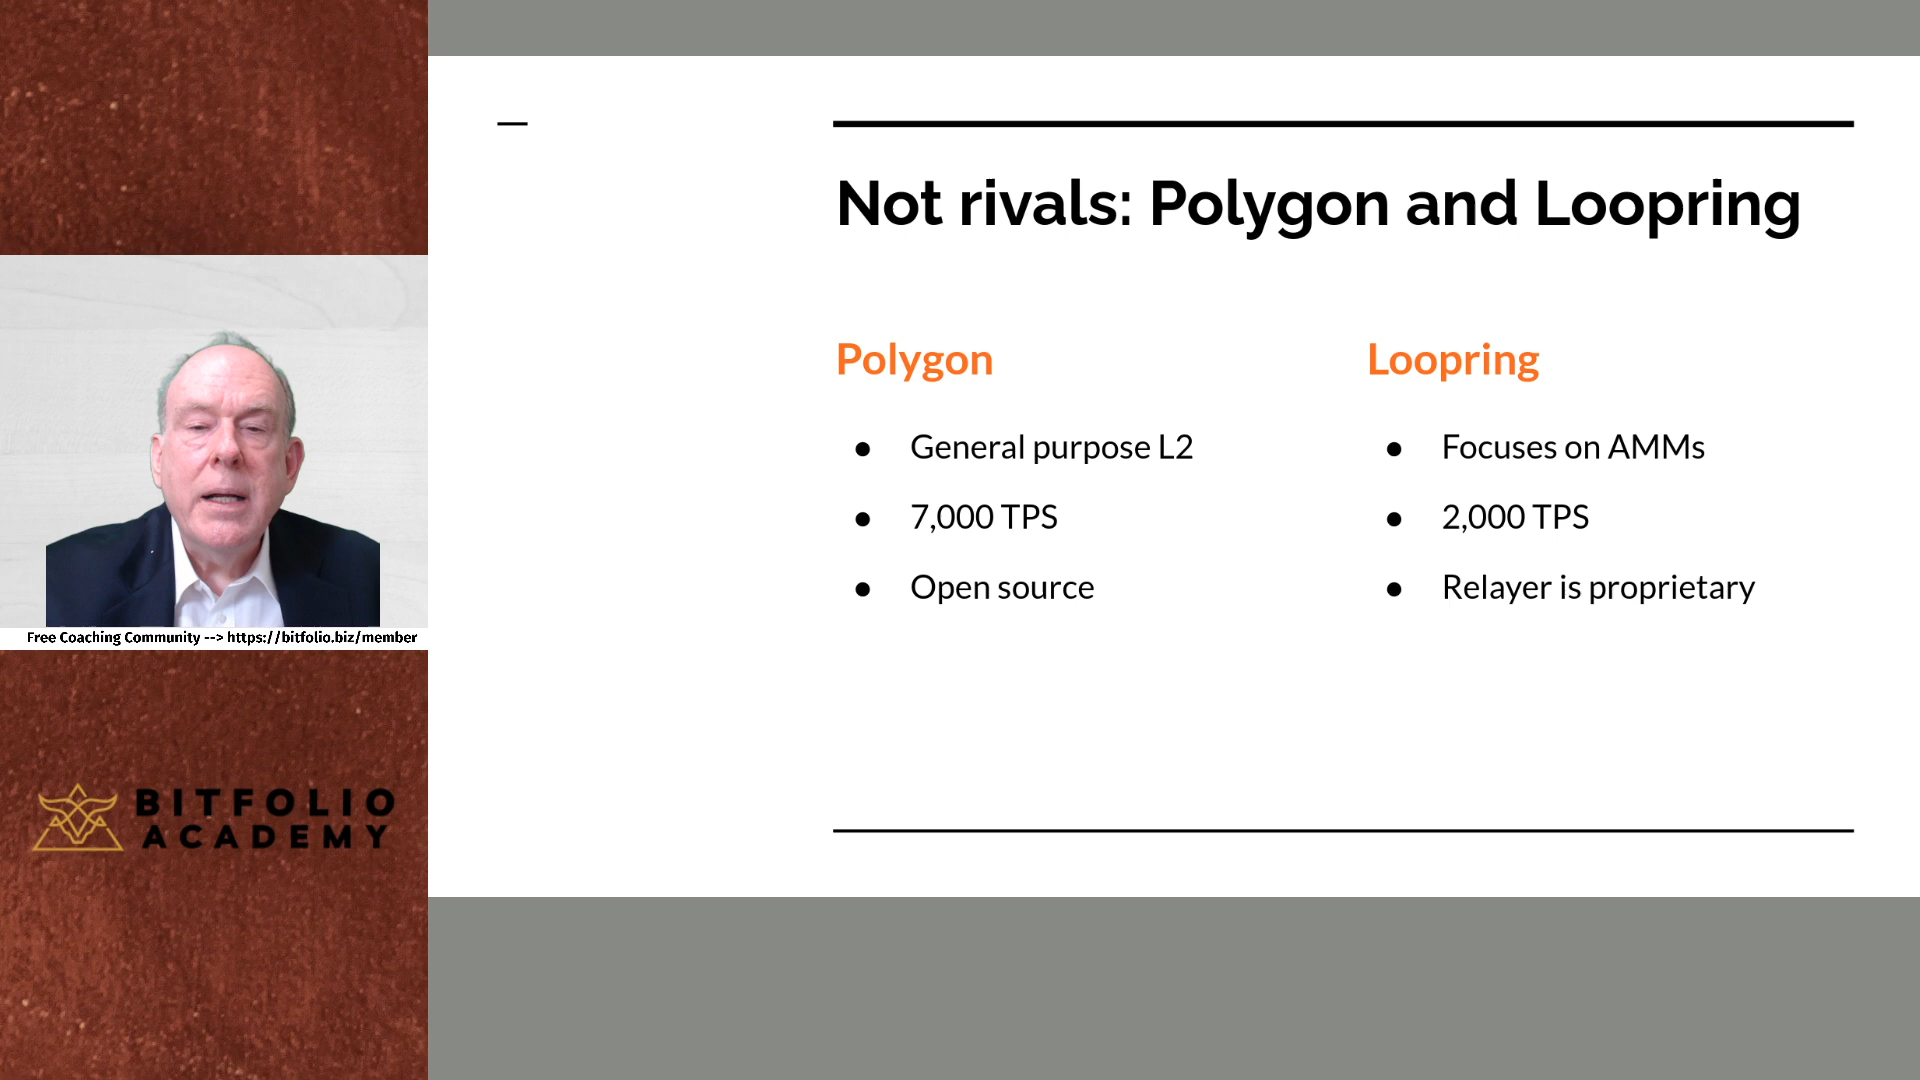 Not rivals: Polygon and Loopring
Polygon
● General purpose L2
● 7,000 TPS
● Open source
Loopring
● Focuses on AMMs
● 2,000 TPS
● Relayer is proprietary
Free Coaching Community --> https://bitfolio.biz/member
BITFOLIO
ACADEMY